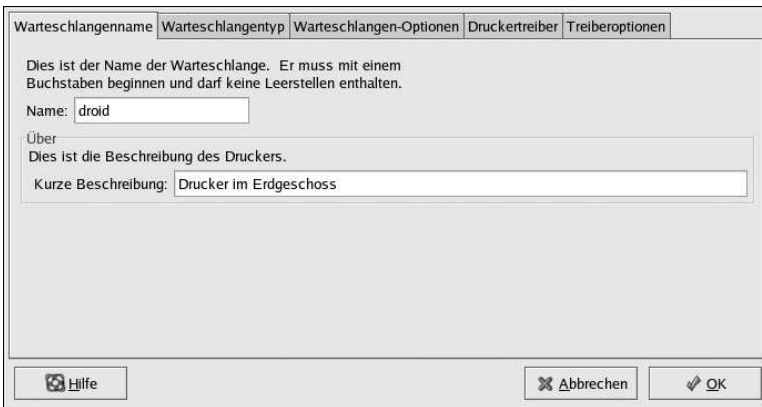 Warteschlangenname Warteschlangentyp Warteschlangen-Optionen Druckertreiber Treiberoptionen
Dies ist der Name der Warteschlange. Er muss mit einem
Buchstaben beginnen und darf keine Leerstellen enthalten.
Name: droid
Über
Dies ist die Beschreibung des Druckers.
Kurze Beschreibung: Drucker im Erdgeschoss
Hilfe Abbrechen OK